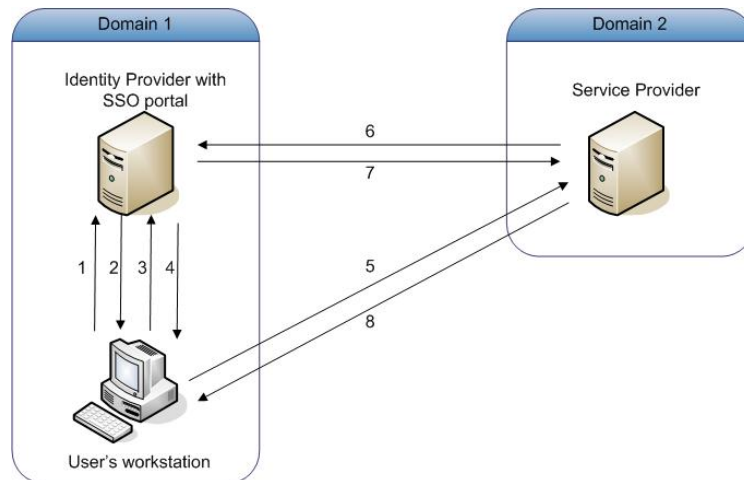 Domain 1
Domain 2
Identity Provider with
SSO portal
Service Provider
6
7
1
2
3
4
5
8
User's workstation